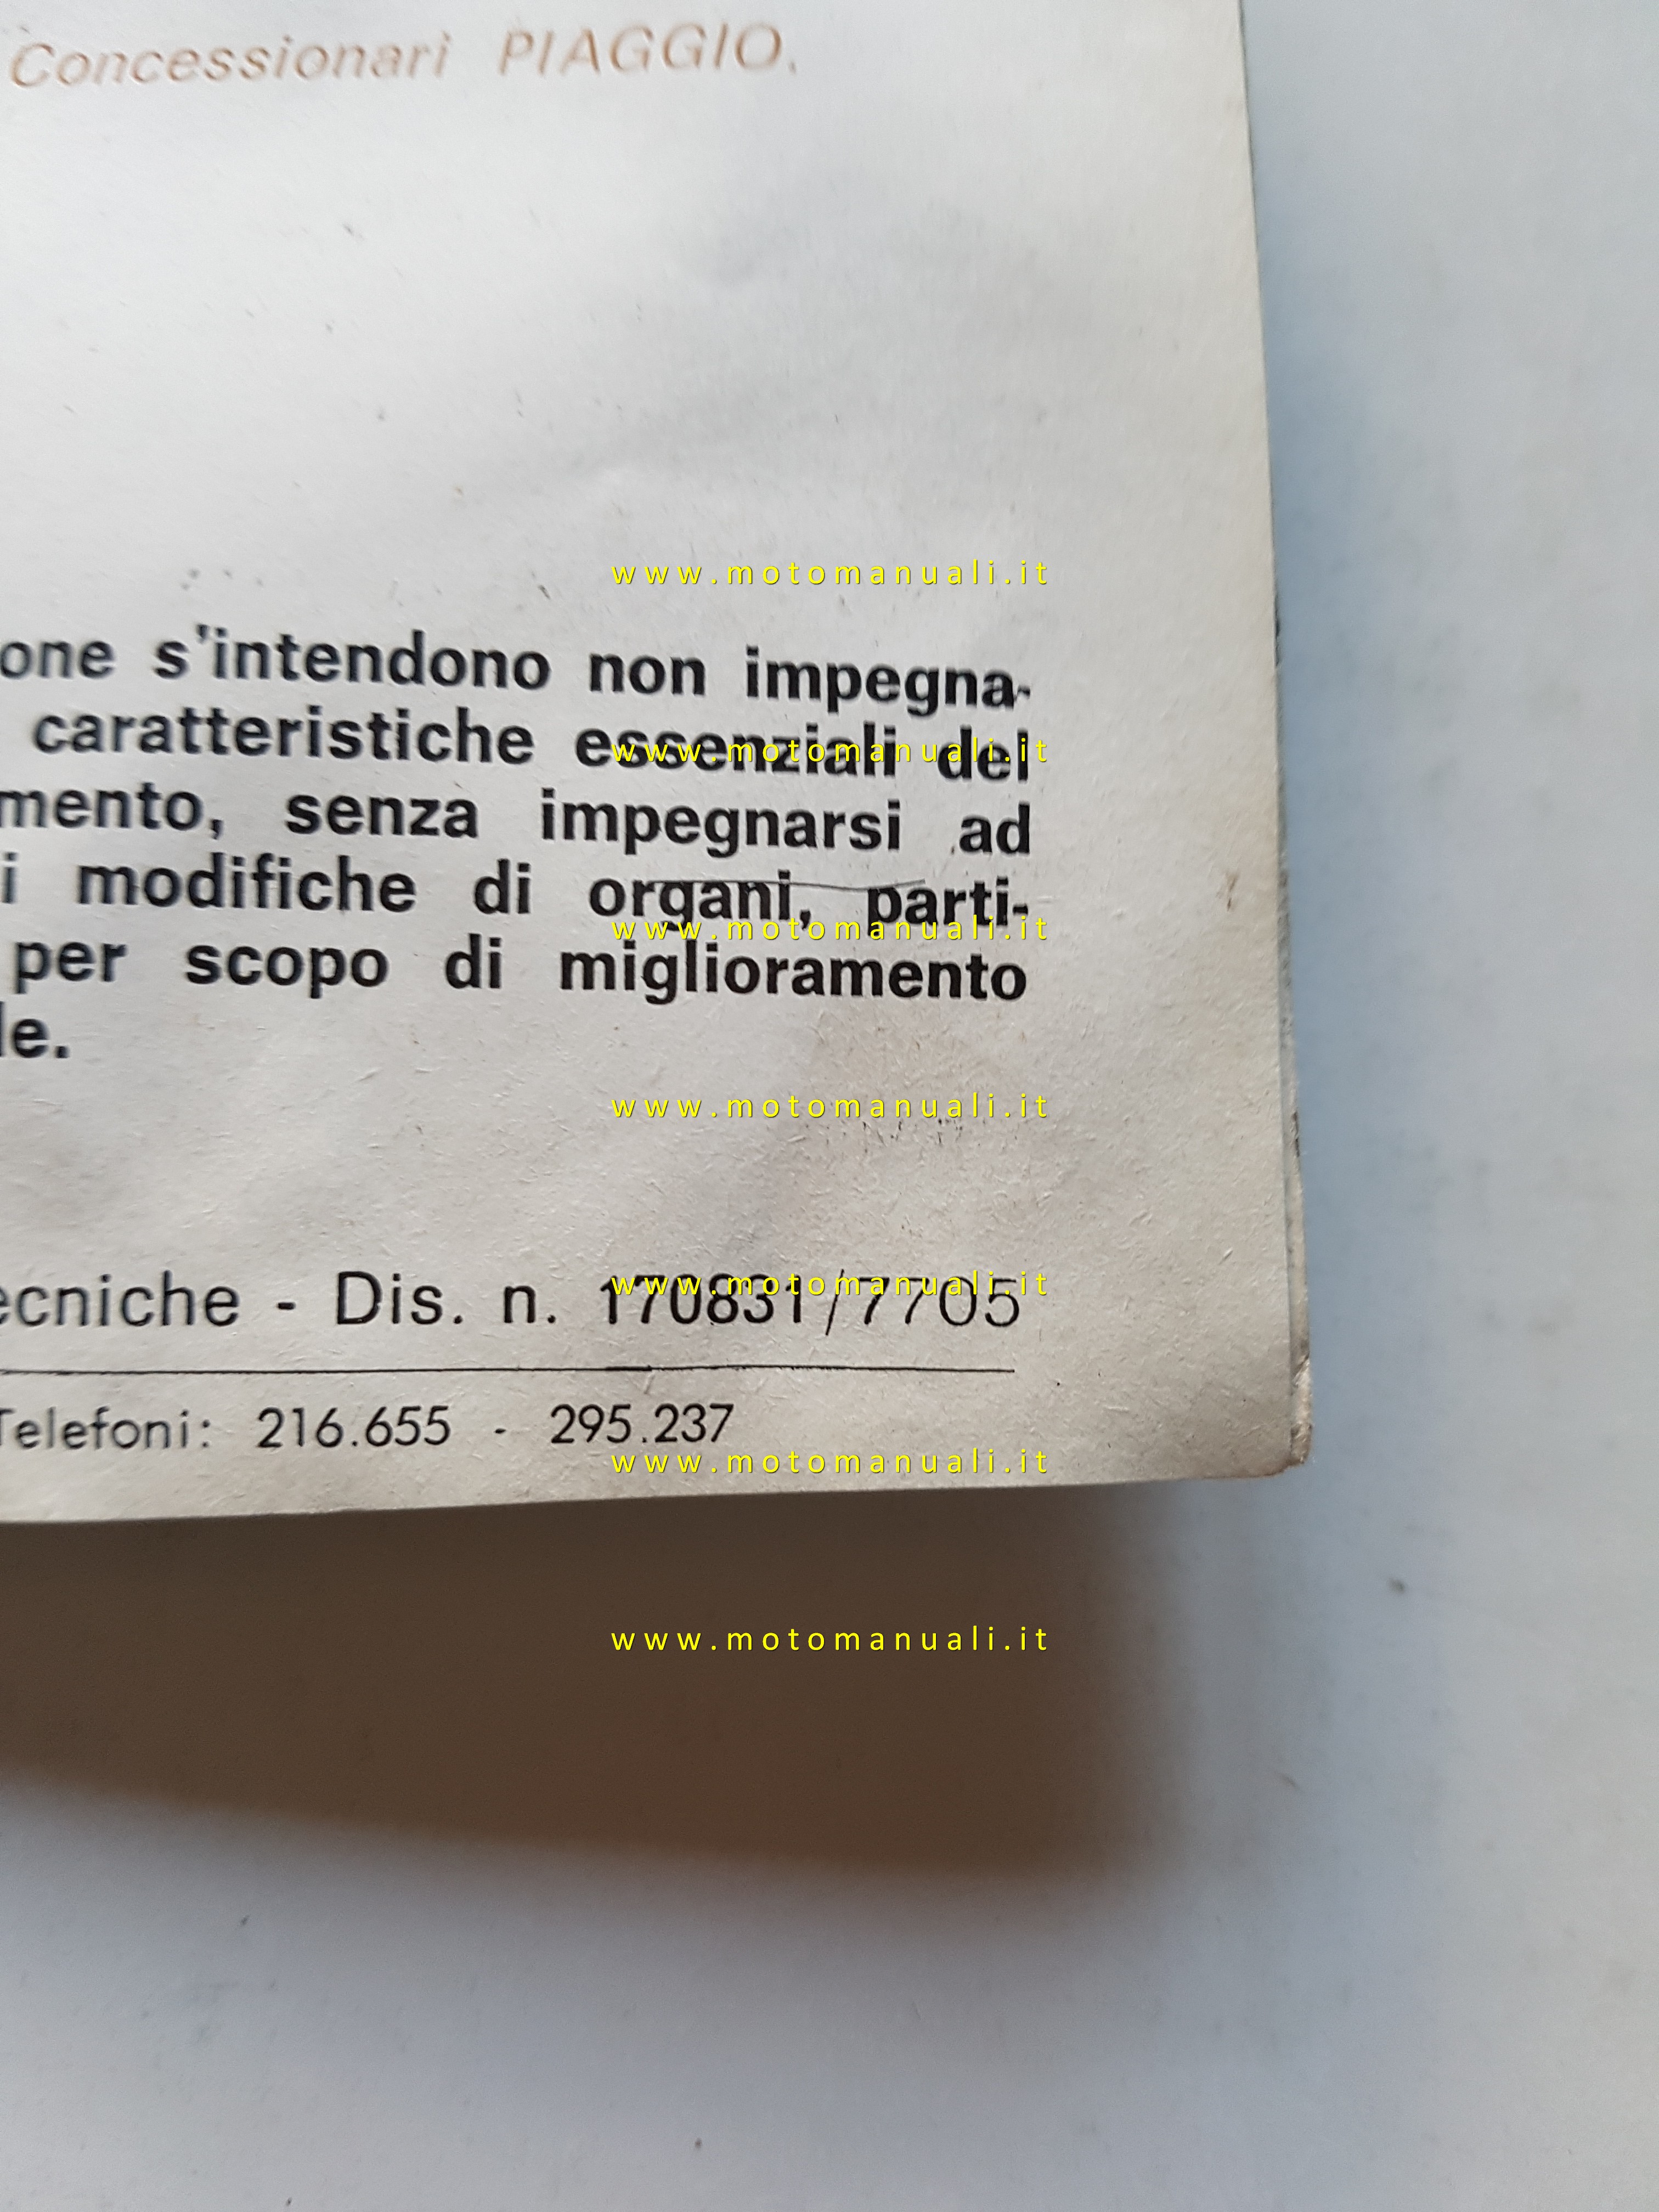 Concessionari PIAGGIO.
www.motomanuali.it
one s'intendono non impegna-
caratteristiche essenziali del
www.motomanuali.it
mento, senza impegnarsi ad
i modifiche di organi, parti-
www.motomanuali.it
per scopo di miglioramento
le.
www.motomanuali.it
ecniche - Dis. n. 170831/7705
www.motomanuali.it
Telefoni: 216.655 - 295.237
www.motomanuali.it
www.motomanuali.it